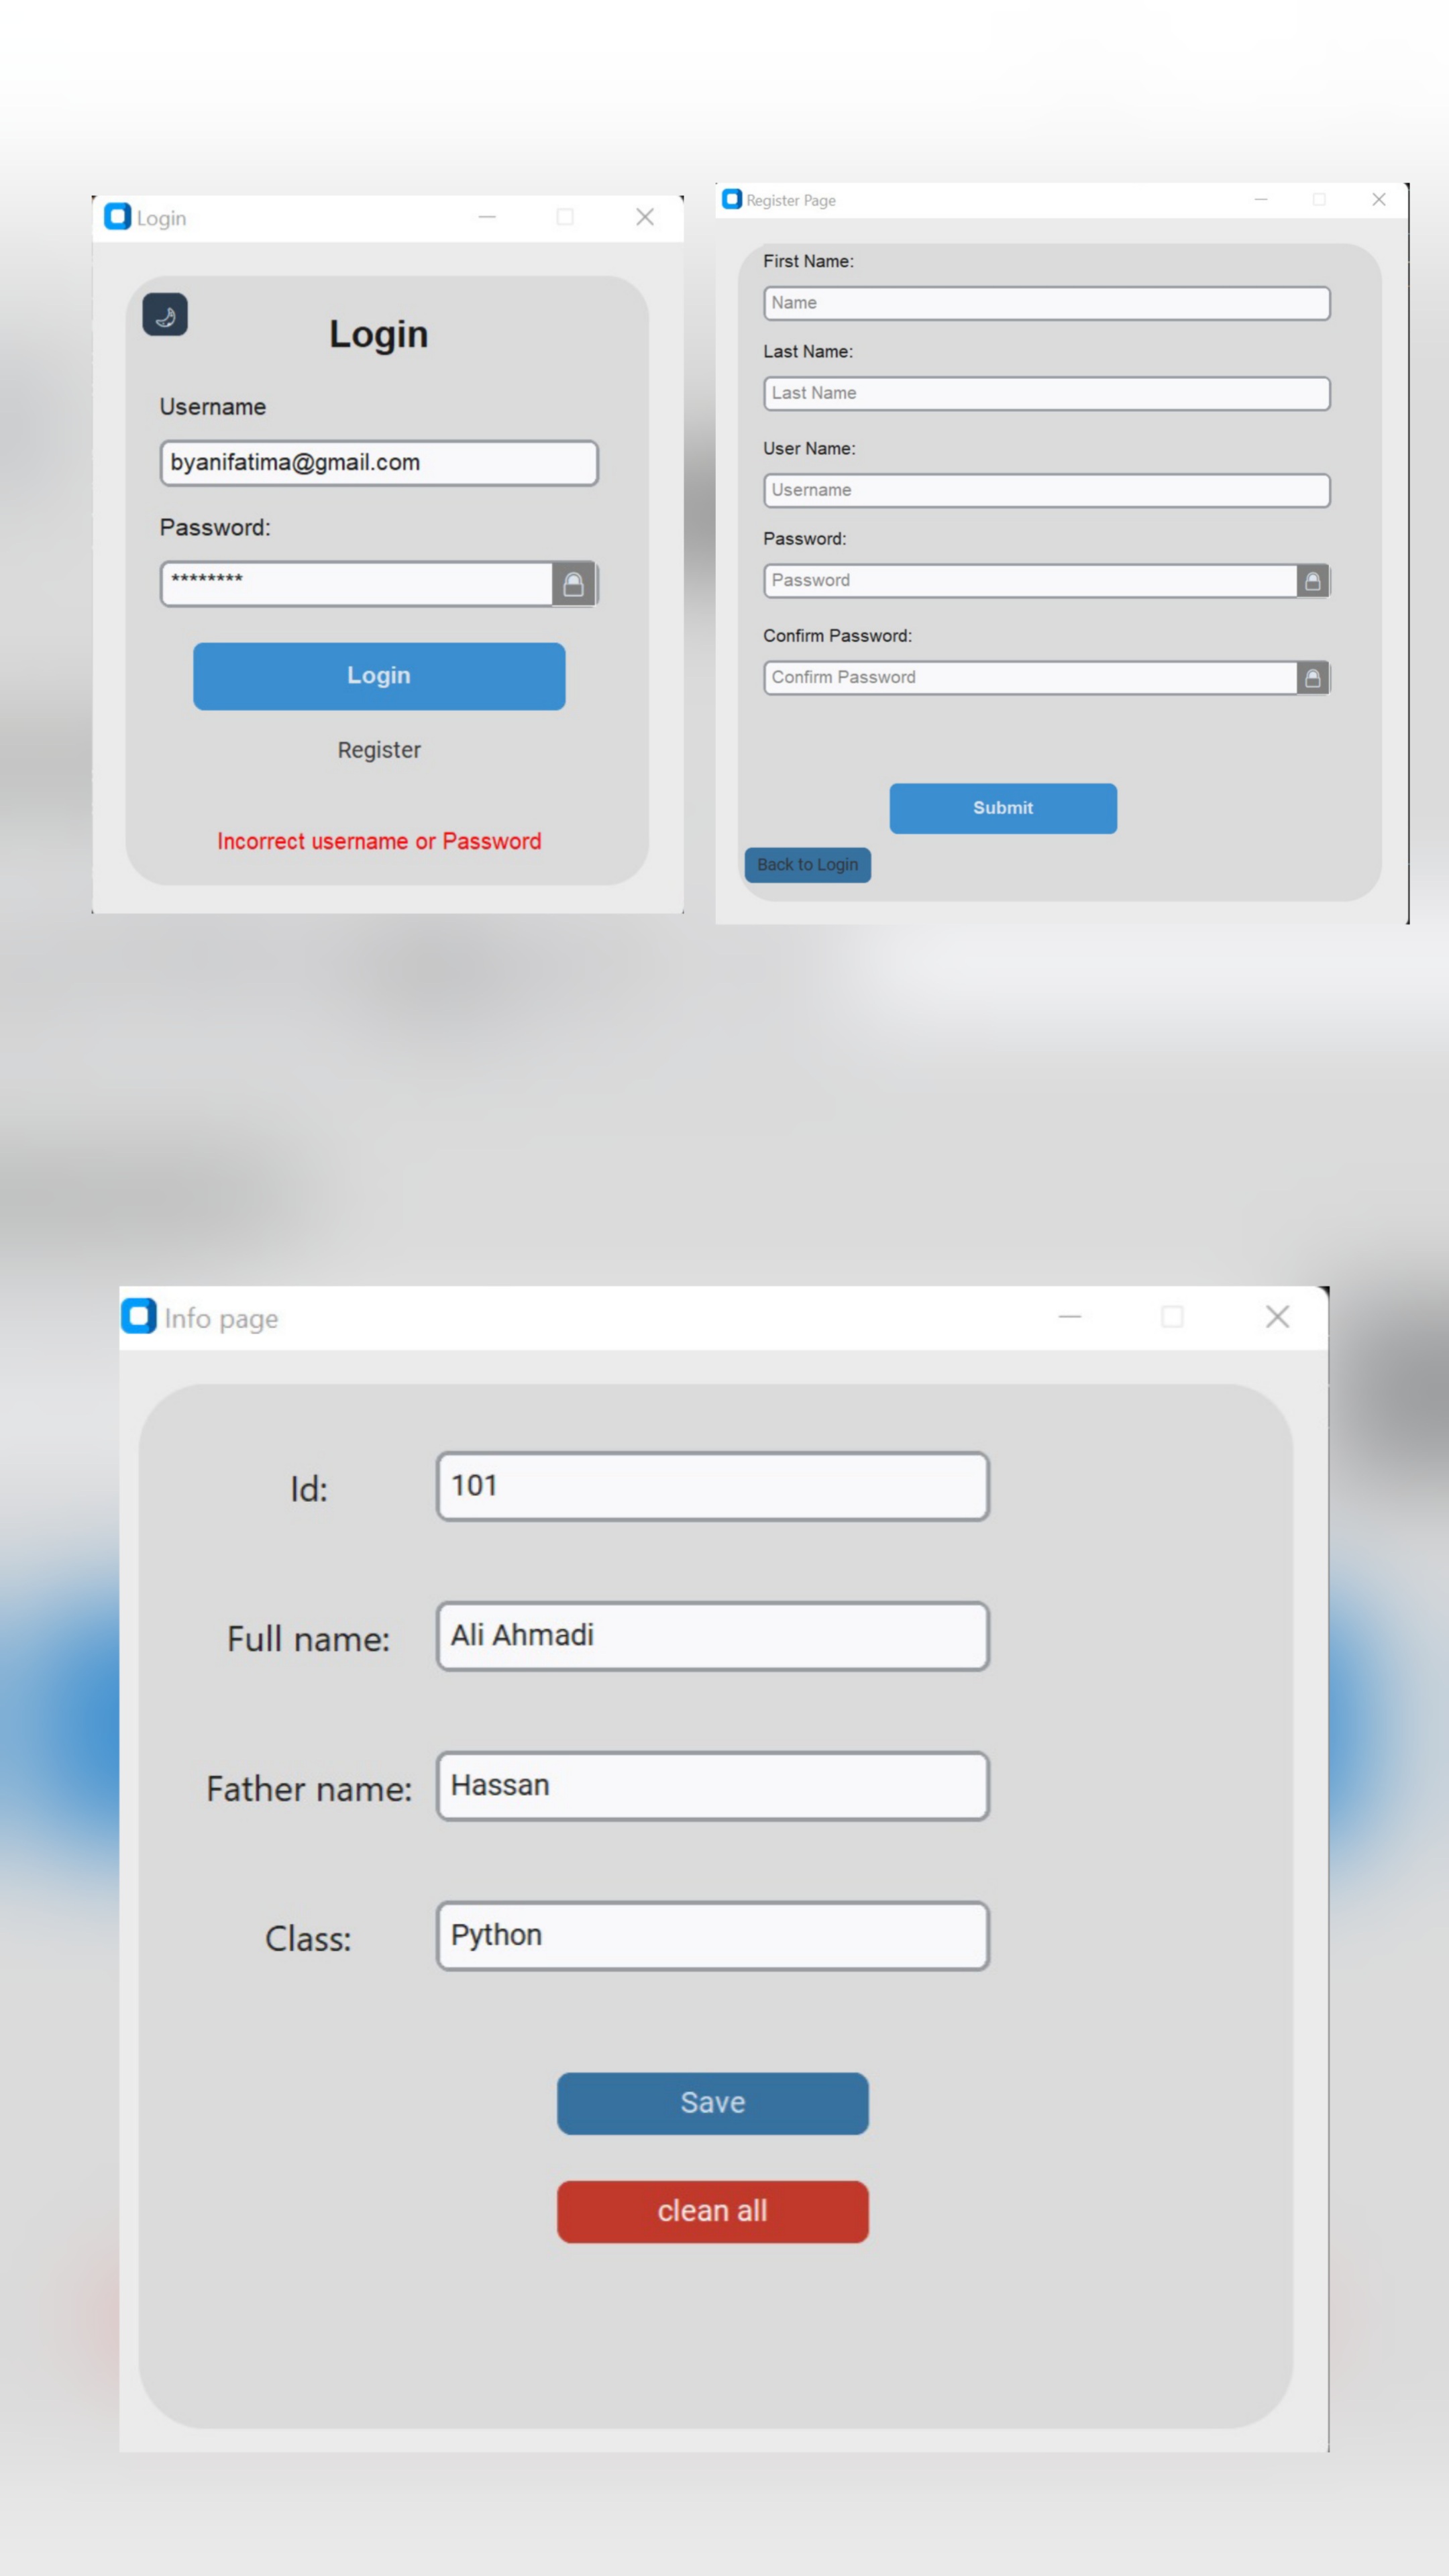 Login
Login
Username
byanifatima@gmail.com
Password:
********
Login
Register
Incorrect username or Password
Register Page
First Name:
Name
Last Name:
Last Name
User Name:
Username
Password:
Password
Confirm Password:
Confirm Password
Submit
Back to Login
Info page
Id:
101
Full name:
Ali Ahmadi
Father name:
Hassan
Class:
Python
Save
clean all